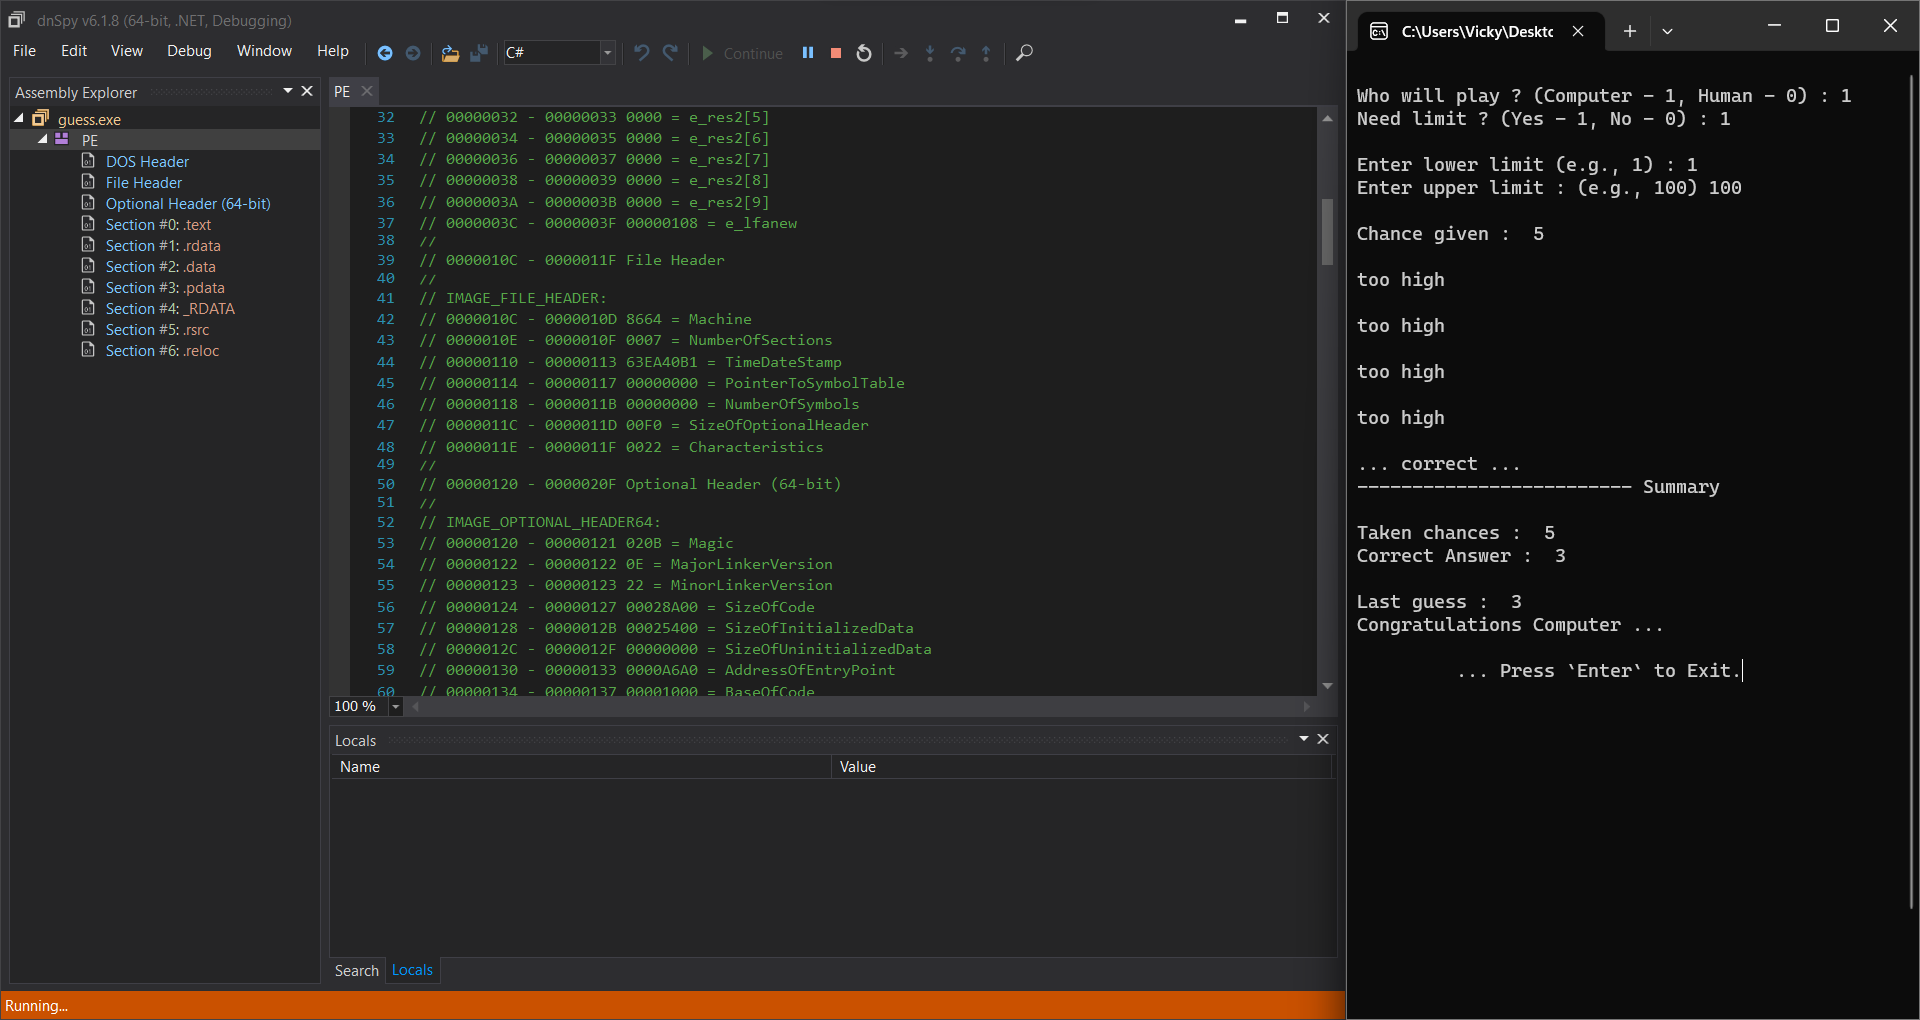 dnSpy v6.1.8 (64-bit, .NET, Debugging)
File Edit View Debug Window Help C# Continue
Assembly Explorer
guess.exe
PE
DOS Header
File Header
Optional Header (64-bit)
Section #0: .text
Section #1: .rdata
Section #2: .data
Section #3: .pdata
Section #4: _RDATA
Section #5: .rsrc
Section #6: .reloc
PE
32 // 00000032 - 00000033 0000 = e_res2[5]
33 // 00000034 - 00000035 0000 = e_res2[6]
34 // 00000036 - 00000037 0000 = e_res2[7]
35 // 00000038 - 00000039 0000 = e_res2[8]
36 // 0000003A - 0000003B 0000 = e_res2[9]
37 // 0000003C - 0000003F 00000108 = e_lfanew
38 //
39 // 0000010C - 0000011F File Header
40 //
41 // IMAGE_FILE_HEADER:
42 // 0000010C - 0000010D 8664 = Machine
43 // 0000010E - 0000010F 0007 = NumberOfSections
44 // 00000110 - 00000113 63EA40B1 = TimeDateStamp
45 // 00000114 - 00000117 00000000 = PointerToSymbolTable
46 // 00000118 - 0000011B 00000000 = NumberOfSymbols
47 // 0000011C - 0000011D 00F0 = SizeOfOptionalHeader
48 // 0000011E - 0000011F 0022 = Characteristics
49 //
50 // 00000120 - 0000020F Optional Header (64-bit)
51 //
52 // IMAGE_OPTIONAL_HEADER64:
53 // 00000120 - 00000121 020B = Magic
54 // 00000122 - 00000122 0E = MajorLinkerVersion
55 // 00000123 - 00000123 22 = MinorLinkerVersion
56 // 00000124 - 00000127 00028A00 = SizeOfCode
57 // 00000128 - 0000012B 00025400 = SizeOfInitializedData
58 // 0000012C - 0000012F 00000000 = SizeOfUninitializedData
59 // 00000130 - 00000133 0000A6A0 = AddressOfEntryPoint
60 // 00000134 - 00000137 00001000 = BaseOfCode
100 %
Locals
Name Value
Search Locals
Running...
C:\Users\Vicky\Deskto
Who will play ? (Computer - 1, Human - 0) : 1
Need limit ? (Yes - 1, No - 0) : 1
Enter lower limit (e.g., 1) : 1
Enter upper limit : (e.g., 100) 100
Chance given : 5
too high
too high
too high
too high
... correct ...
------------------------- Summary
Taken chances : 5
Correct Answer : 3
Last guess : 3
Congratulations Computer ...
... Press `Enter` to Exit.